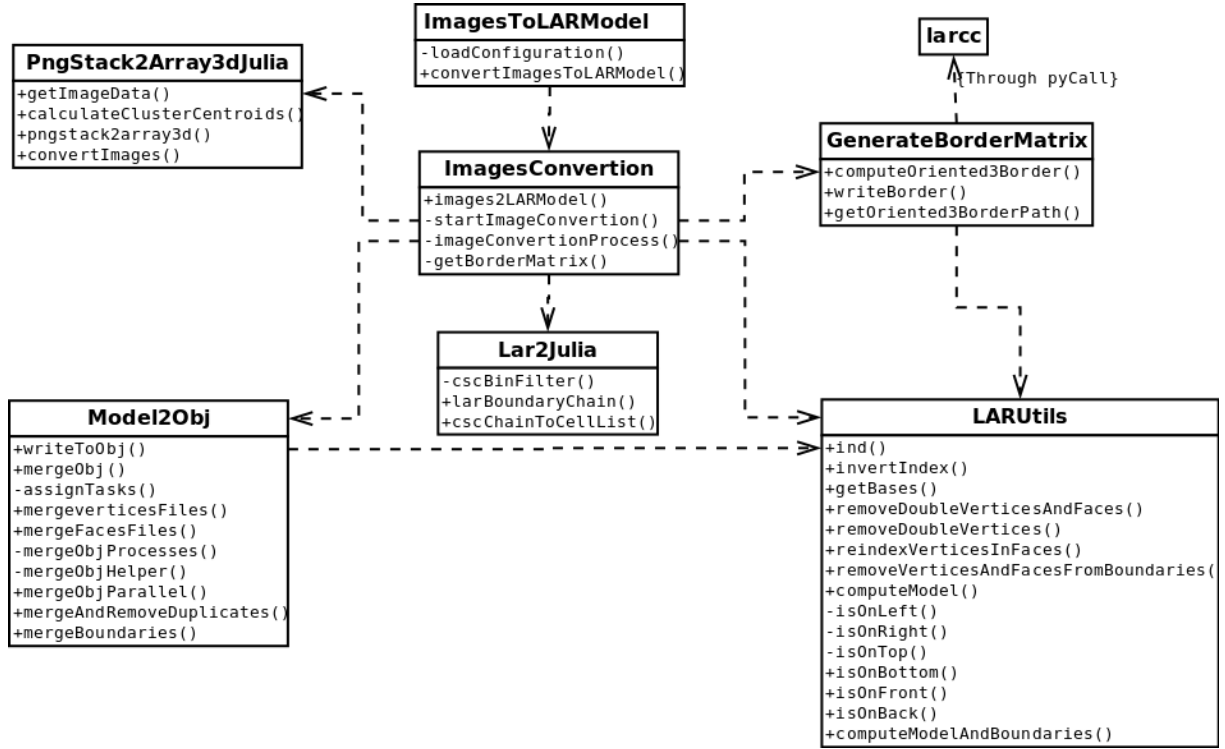 ImagesToLARModel
-loadConfiguration()
+convertImagesToLARModel()
larcc
{Through pyCall}
PngStack2Array3dJulia
+getImageData()
+calculateClusterCentroids()
+pngstack2array3d()
+convertImages()
ImagesConvertion
+images2LARModel()
-startImageConvertion()
-imageConvertionProcess()
-getBorderMatrix()
GenerateBorderMatrix
+computeOriented3Border()
+writeBorder()
+getOriented3BorderPath()
Lar2Julia
-cscBinFilter()
+larBoundaryChain()
+cscChainToCellList()
Model2Obj
+writeToObj()
+mergeObj()
-assignTasks()
+mergeverticesFiles()
+mergeFacesFiles()
-mergeObjProcesses()
-mergeObjHelper()
+mergeObjParallel()
+mergeAndRemoveDuplicates()
+mergeBoundaries()
LARUtils
+ind()
+invertIndex()
+getBases()
+removeDoubleVerticesAndFaces()
+removeDoubleVertices()
+reindexVerticesInFaces()
+removeVerticesAndFacesFromBoundaries(
+computeModel()
-isOnLeft()
-isOnRight()
-isOnTop()
+isOnBottom()
+isOnFront()
+isOnBack()
+computeModelAndBoundaries()